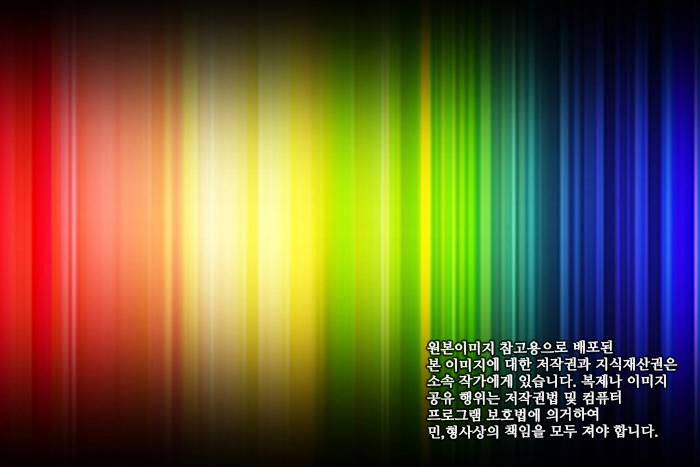 원본이미지 참고용으로 배포된
본 이미지에 대한 저작권과 지식재산권은
소속 작가에게 있습니다. 복제나 이미지
공유 행위는 저작권법 및 컴퓨터
프로그램 보호법에 의거하여
민,형사상의 책임을 모두 져야 합니다.